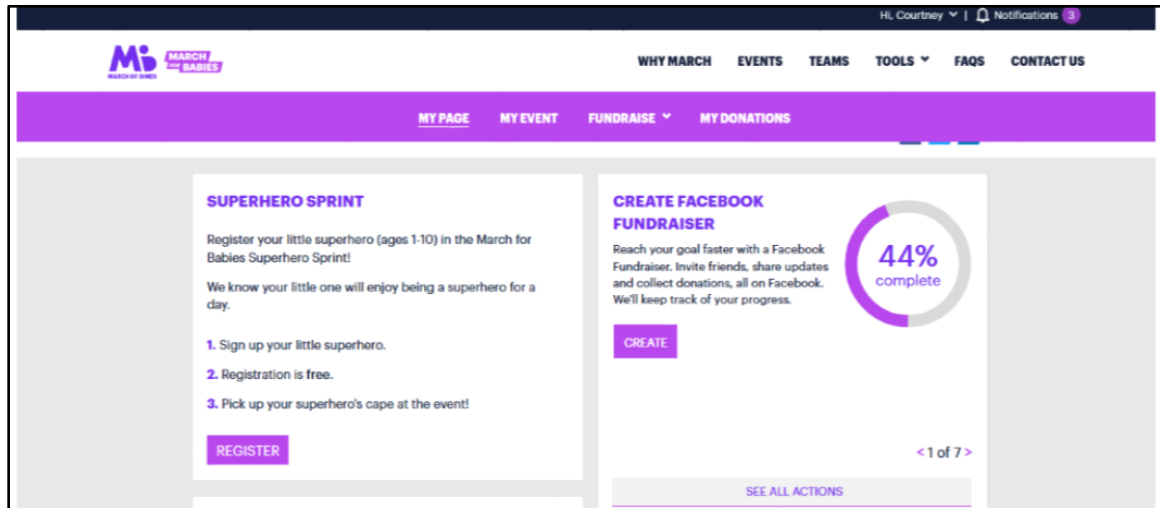 Hi, Courtney | Notifications 3
MARCH OF DIMES
MARCH
FOR BABIES
WHY MARCH EVENTS TEAMS TOOLS FAQS CONTACT US
MY PAGE MY EVENT FUNDRAISE MY DONATIONS
SUPERHERO SPRINT
Register your little superhero (ages 1-10) in the March for
Babies Superhero Sprint!
We know your little one will enjoy being a superhero for a
day.
1. Sign up your little superhero.
2. Registration is free.
3. Pick up your superhero's cape at the event!
REGISTER
CREATE FACEBOOK
FUNDRAISER
Reach your goal faster with a Facebook
Fundraiser. Invite friends, share updates
and collect donations, all on Facebook.
We'll keep track of your progress.
44%
complete
CREATE
< 1 of 7 >
SEE ALL ACTIONS